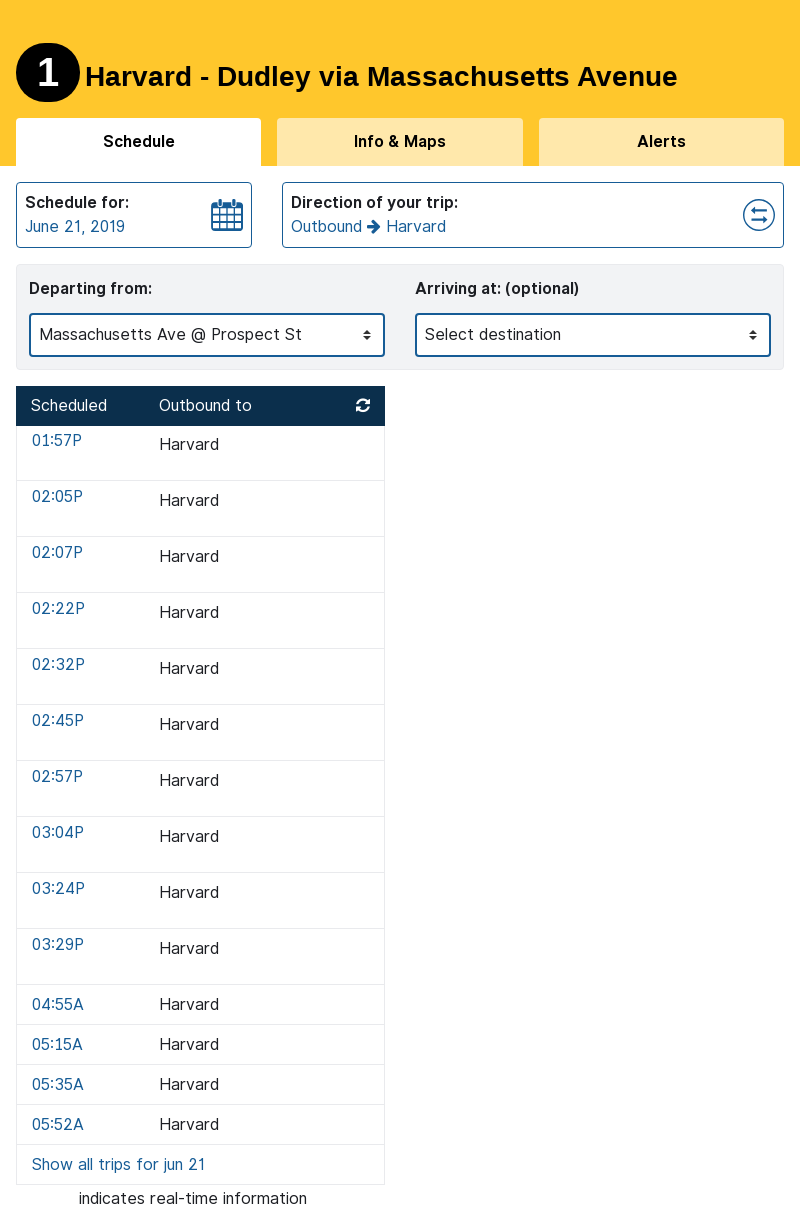 1 Harvard - Dudley via Massachusetts Avenue
Schedule Info & Maps Alerts
Schedule for:
June 21, 2019
Direction of your trip:
Outbound Harvard
Departing from:
Massachusetts Ave @ Prospect St
Arriving at: (optional)
Select destination
Scheduled Outbound to
01:57P Harvard
02:05P Harvard
02:07P Harvard
02:22P Harvard
02:32P Harvard
02:45P Harvard
02:57P Harvard
03:04P Harvard
03:24P Harvard
03:29P Harvard
04:55A Harvard
05:15A Harvard
05:35A Harvard
05:52A Harvard
Show all trips for jun 21
indicates real-time information